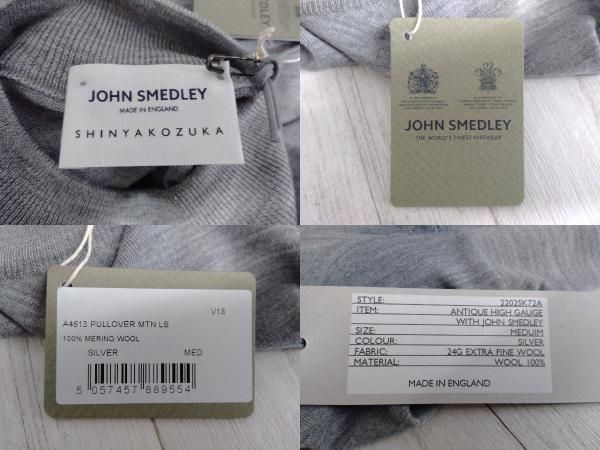 JOHN SMEDLEY
MADE IN ENGLAND
SHINYAKOZUKA
JOHN SMEDLEY
THE WORLD'S FINEST KNITWEAR
V18
A4613 PULLOVER MTN LS
100% MERINO WOOL
SILVER MED
5 057457 889554
STYLE: 2202SK72A
ITEM: ANTIQUE HIGH GAUGE
WITH JOHN SMEDLEY
SIZE: MEDUIM
COLOUR: SILVER
FABRIC: 24G EXTRA FINE WOOL
MATERIAL: WOOL 100%
MADE IN ENGLAND